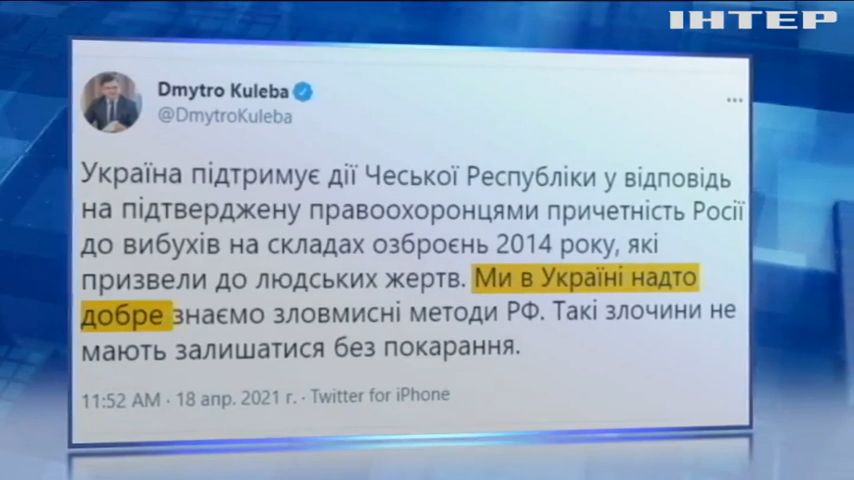 ІНТЕР
Dmytro Kuleba
@DmytroKuleba
Україна підтримує дії Чеської Республіки у відповідь
на підтверджену правоохоронцями причетність Росії
до вибухів на складах озброєнь 2014 року, які
призвели до людських жертв. Ми в Україні надто
добре знаємо зловмисні методи РФ. Такі злочини не
мають залишатися без покарання.
11:52 AM · 18 апр. 2021 г. · Twitter for iPhone